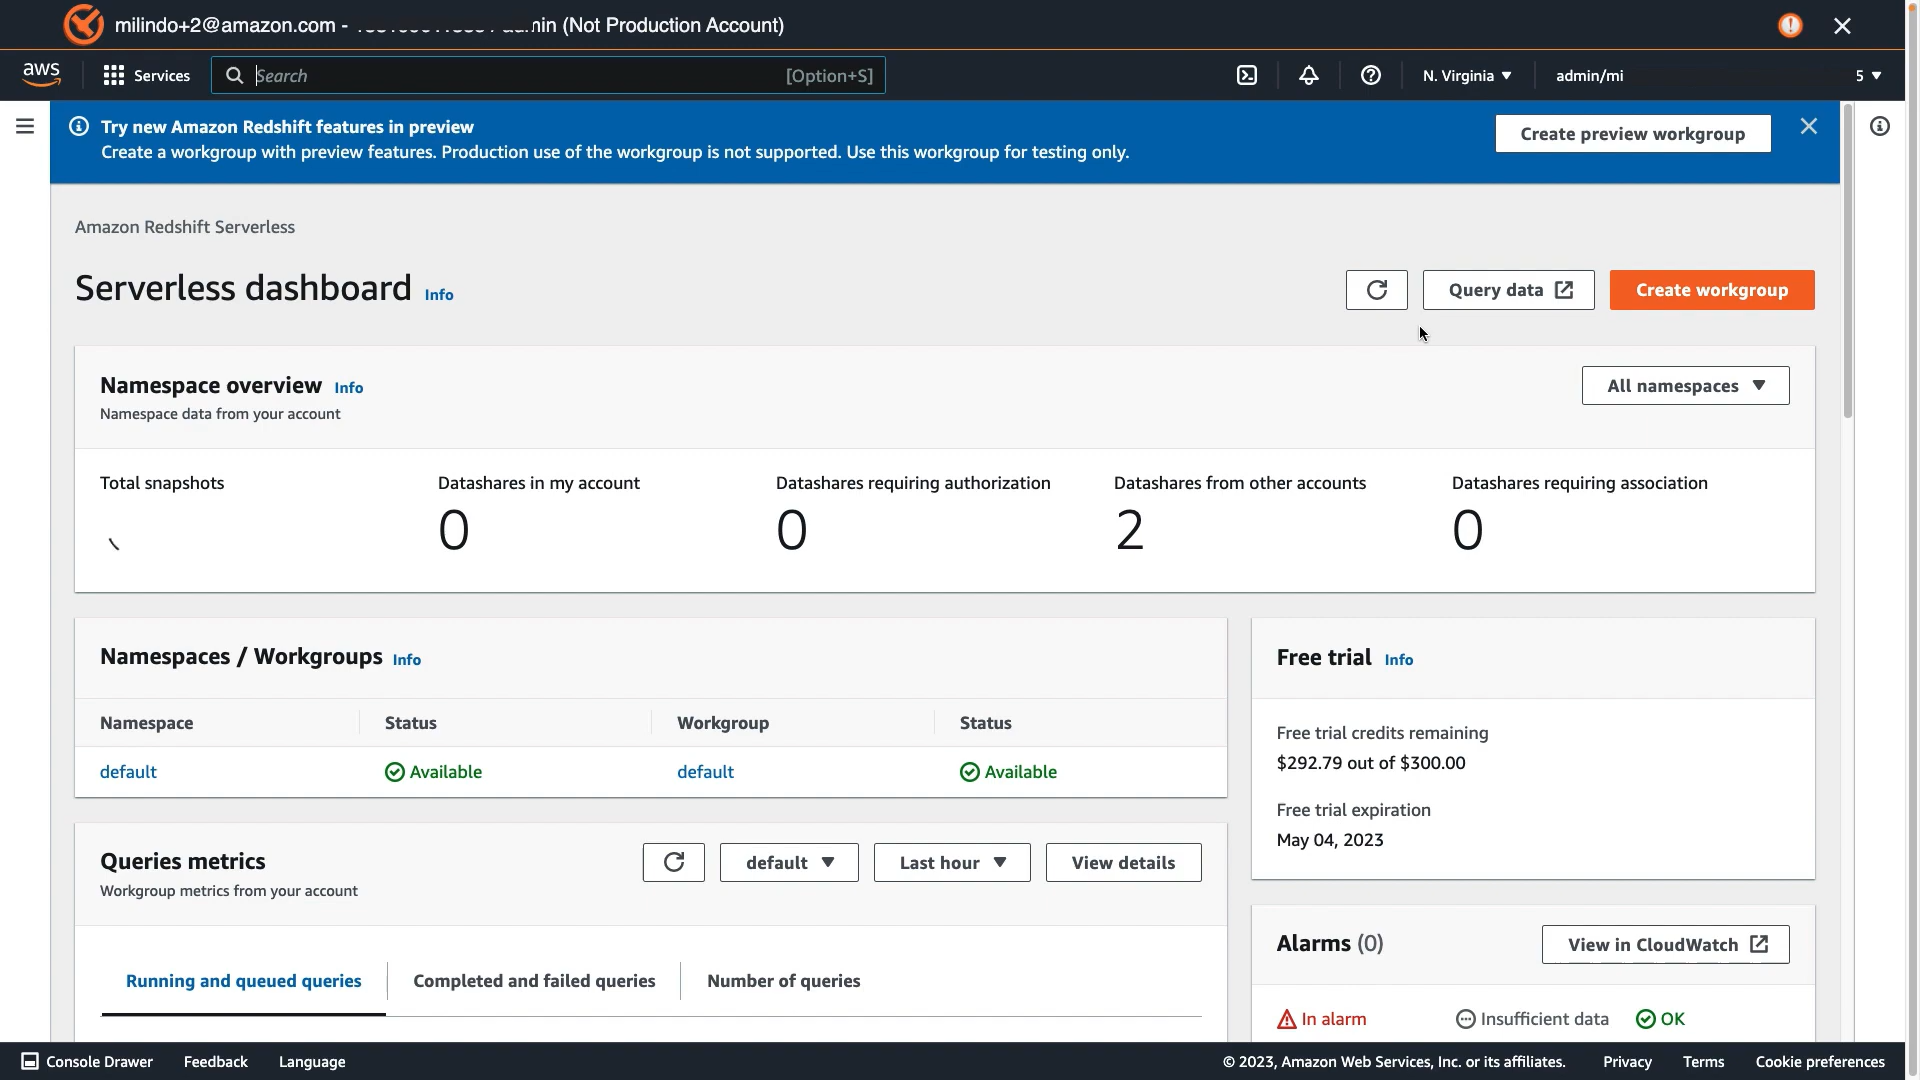 milindo+2@amazon.com - (Not Production Account)
aws Services Search [Option+S] N. Virginia admin/mi 5
Try new Amazon Redshift features in preview
Create a workgroup with preview features. Production use of the workgroup is not supported. Use this workgroup for testing only.
Create preview workgroup
Amazon Redshift Serverless
Serverless dashboard Info
Query data
Create workgroup
Namespace overview Info
Namespace data from your account
All namespaces
Total snapshots
Datashares in my account
0
Datashares requiring authorization
0
Datashares from other accounts
2
Datashares requiring association
0
Namespaces / Workgroups Info
Namespace Status Workgroup Status
default Available default Available
Free trial Info
Free trial credits remaining
$292.79 out of $300.00
Free trial expiration
May 04, 2023
Queries metrics
Workgroup metrics from your account
default Last hour View details
Running and queued queries Completed and failed queries Number of queries
Alarms (0)
View in CloudWatch
In alarm Insufficient data OK
Console Drawer Feedback Language © 2023, Amazon Web Services, Inc. or its affiliates. Privacy Terms Cookie preferences